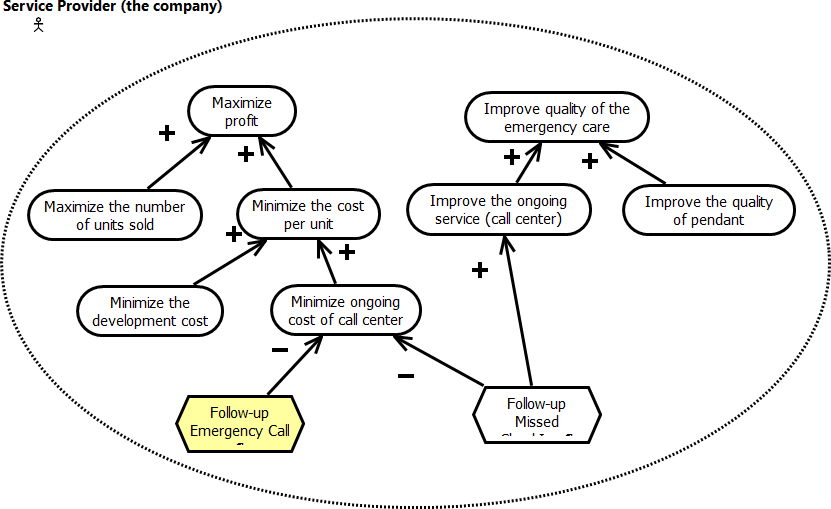 Service Provider (the company)
Maximize
profit
Improve quality of the
emergency care
+
+
+
+
Maximize the number
of units sold
Minimize the cost
per unit
Improve the ongoing
service (call center)
Improve the quality
of pendant
+
+
+
Minimize the
development cost
Minimize ongoing
cost of call center
−
−
Follow-up
Emergency Call
Follow-up
Missed